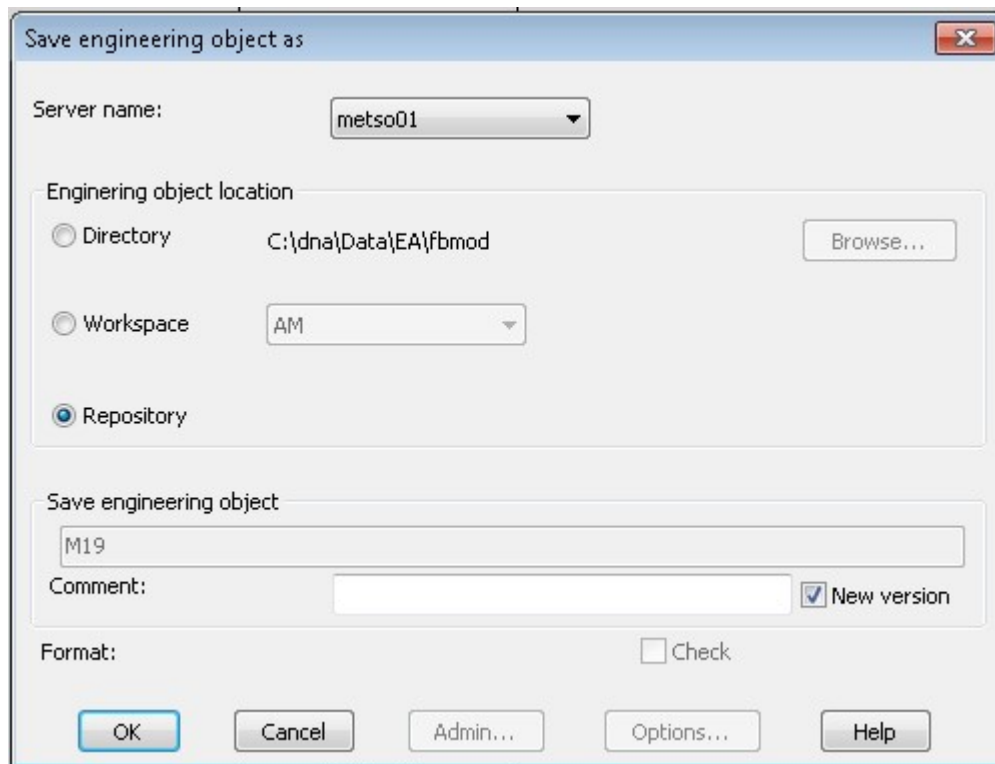 Save engineering object as
Server name:
metso01
Enginering object location
Directory C:\dna\Data\EA\fbmod Browse...
Workspace AM
Repository
Save engineering object
M19
Comment: New version
Format: Check
OK Cancel Admin... Options... Help